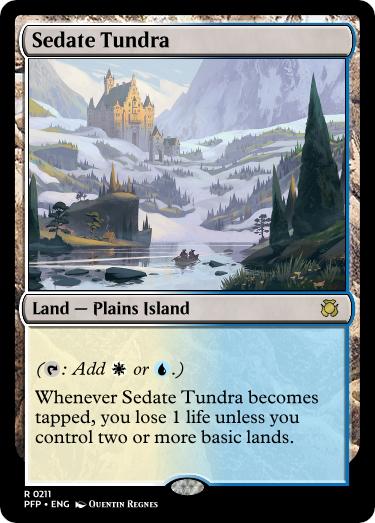 Sedate Tundra
Land — Plains Island
(T: Add W or U.)
Whenever Sedate Tundra becomes
tapped, you lose 1 life unless you
control two or more basic lands.
R 0211
PFP • ENG Quentin Regnes